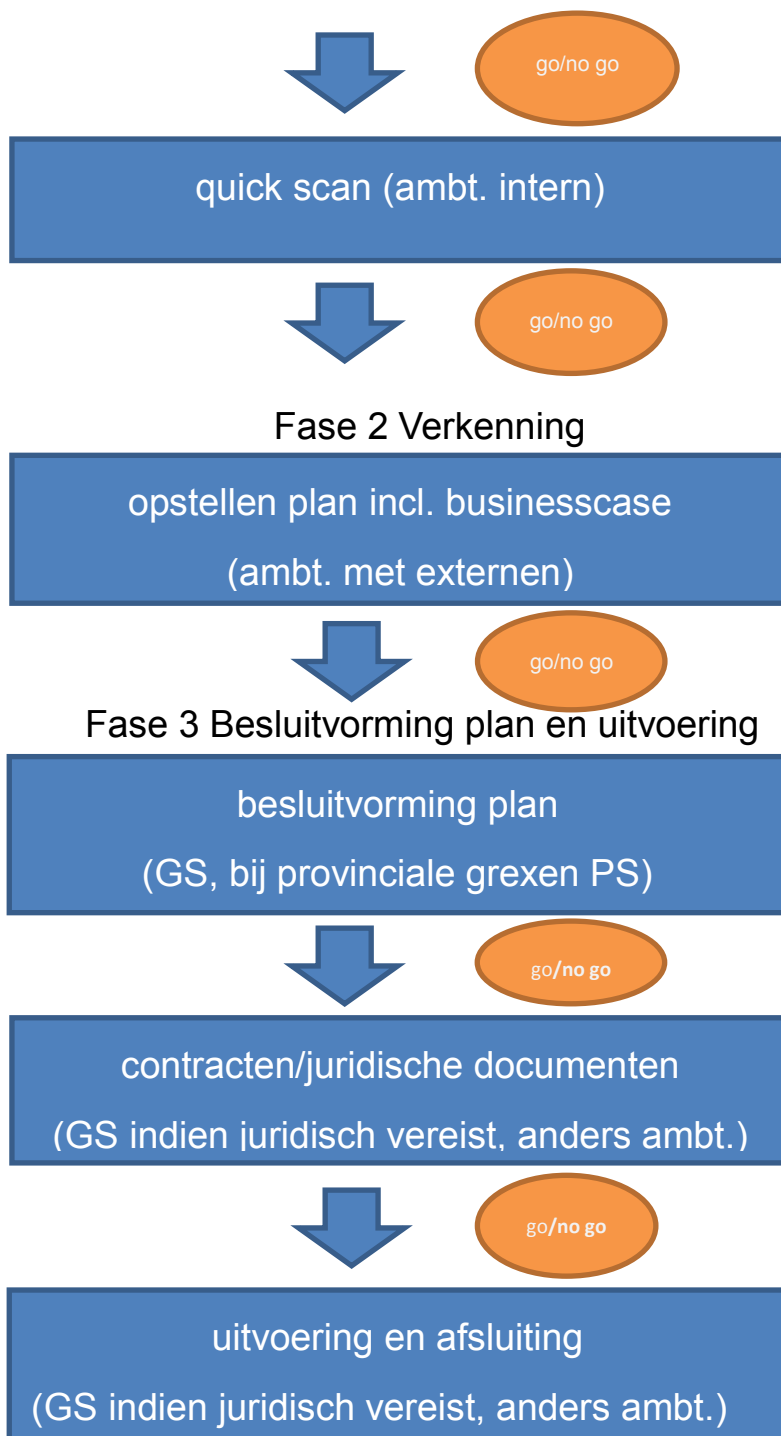 go/no go
quick scan (ambt. intern)
go/no go
Fase 2 Verkenning
opstellen plan incl. businesscase
(ambt. met externen)
go/no go
Fase 3 Besluitvorming plan en uitvoering
besluitvorming plan
(GS, bij provinciale grexen PS)
go/no go
contracten/juridische documenten
(GS indien juridisch vereist, anders ambt.)
go/no go
uitvoering en afsluiting
(GS indien juridisch vereist, anders ambt.)